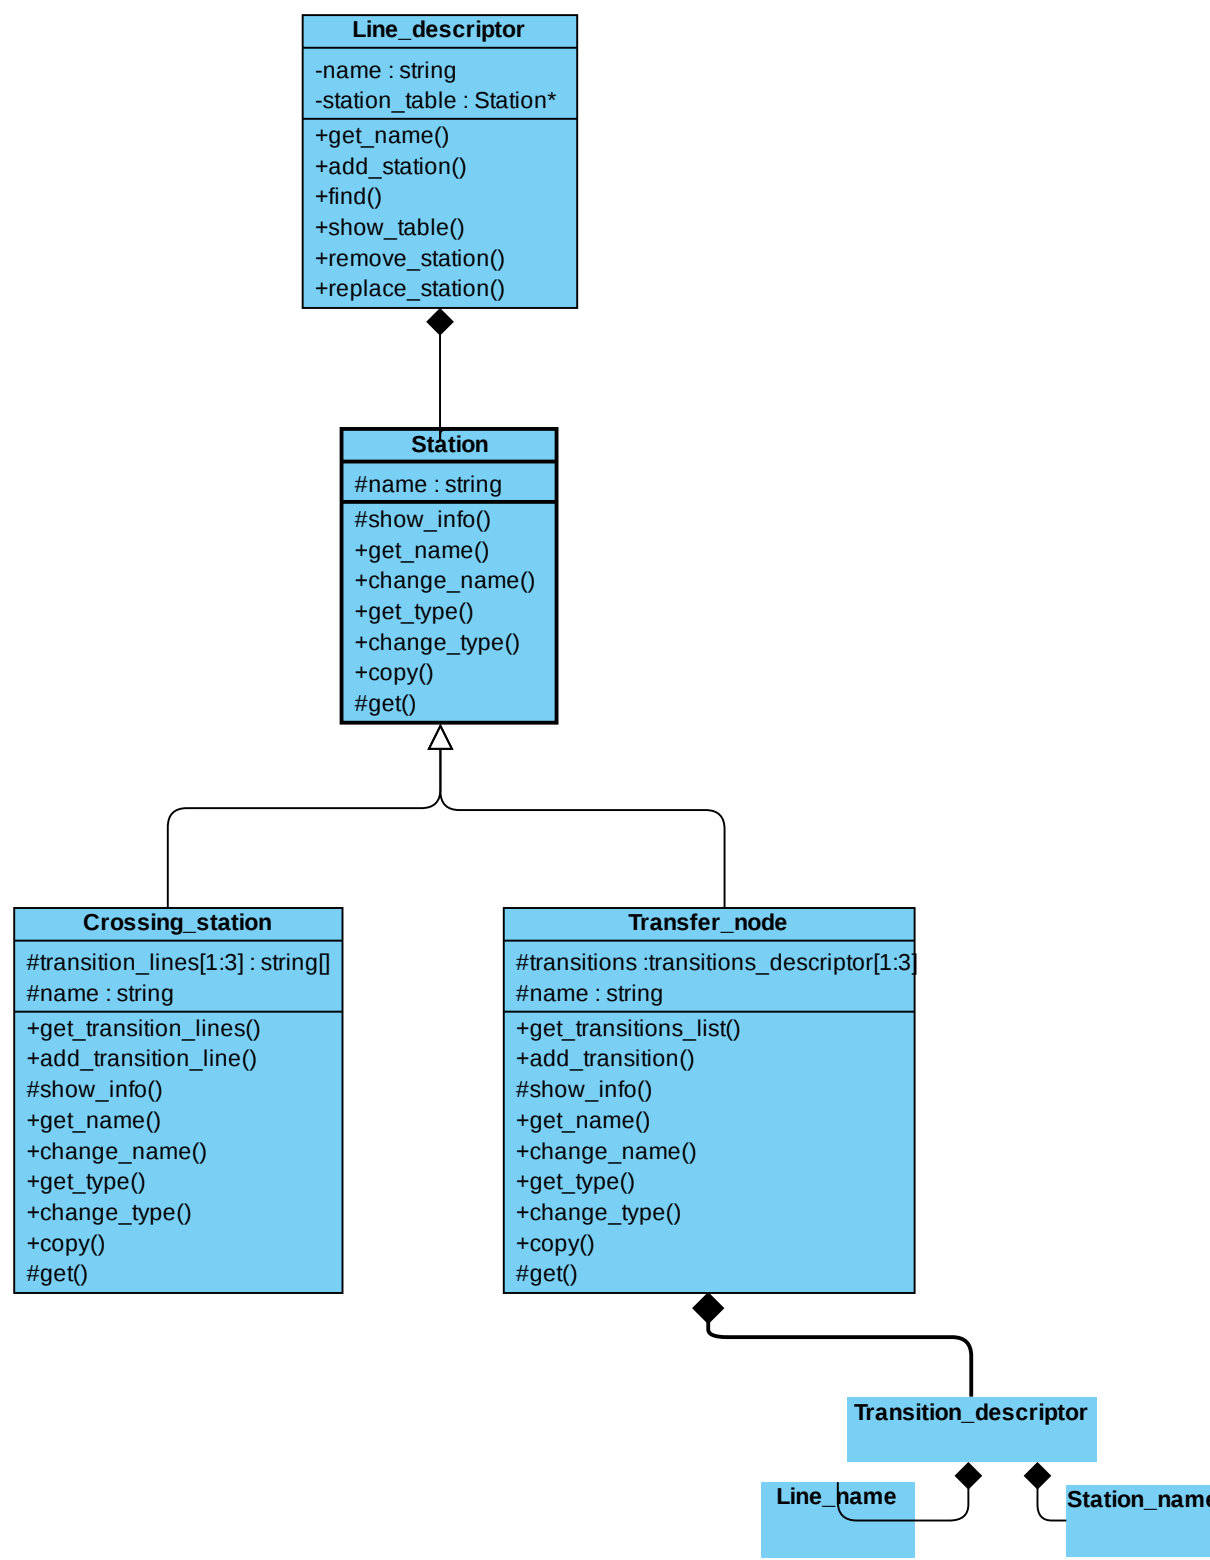 Line_descriptor
-name : string
-station_table : Station*
+get_name()
+add_station()
+find()
+show_table()
+remove_station()
+replace_station()
Station
#name : string
#show_info()
+get_name()
+change_name()
+get_type()
+change_type()
+copy()
#get()
Crossing_station
#transition_lines[1:3] : string[]
#name : string
+get_transition_lines()
+add_transition_line()
#show_info()
+get_name()
+change_name()
+get_type()
+change_type()
+copy()
#get()
Transfer_node
#transitions :transitions_descriptor[1:3]
#name : string
+get_transitions_list()
+add_transition()
#show_info()
+get_name()
+change_name()
+get_type()
+change_type()
+copy()
#get()
Transition_descriptor
Line_name
Station_name